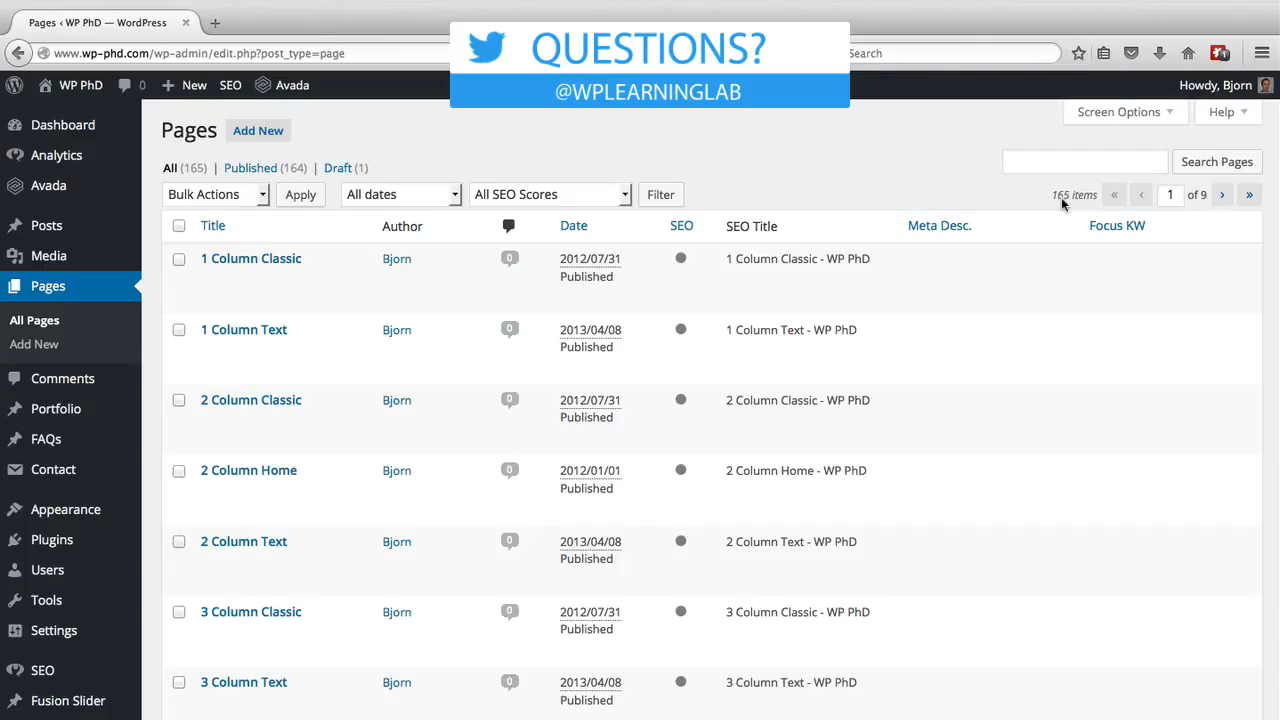 Pages ‹ WP PhD — WordPress
www.wp-phd.com/wp-admin/edit.php?post_type=page
Search
1
QUESTIONS?
@WPLEARNINGLAB
WP PhD 0 + New SEO Avada
Howdy, Bjorn
Dashboard
Analytics
Avada
Posts
Media
Pages
All Pages
Add New
Comments
Portfolio
FAQs
Contact
Appearance
Plugins
Users
Tools
Settings
SEO
Fusion Slider
Screen Options
Help
Pages Add New
All (165) Published (164) Draft (1)
Search Pages
Bulk Actions Apply All dates All SEO Scores Filter
165 items « ‹ 1 of 9 › »
Title Author Date SEO SEO Title Meta Desc. Focus KW
1 Column Classic Bjorn 0 2012/07/31 1 Column Classic - WP PhD
Published
1 Column Text Bjorn 0 2013/04/08 1 Column Text - WP PhD
Published
2 Column Classic Bjorn 0 2012/07/31 2 Column Classic - WP PhD
Published
2 Column Home Bjorn 0 2012/01/01 2 Column Home - WP PhD
Published
2 Column Text Bjorn 0 2013/04/08 2 Column Text - WP PhD
Published
3 Column Classic Bjorn 0 2012/07/31 3 Column Classic - WP PhD
Published
3 Column Text Bjorn 0 2013/04/08 3 Column Text - WP PhD
Published